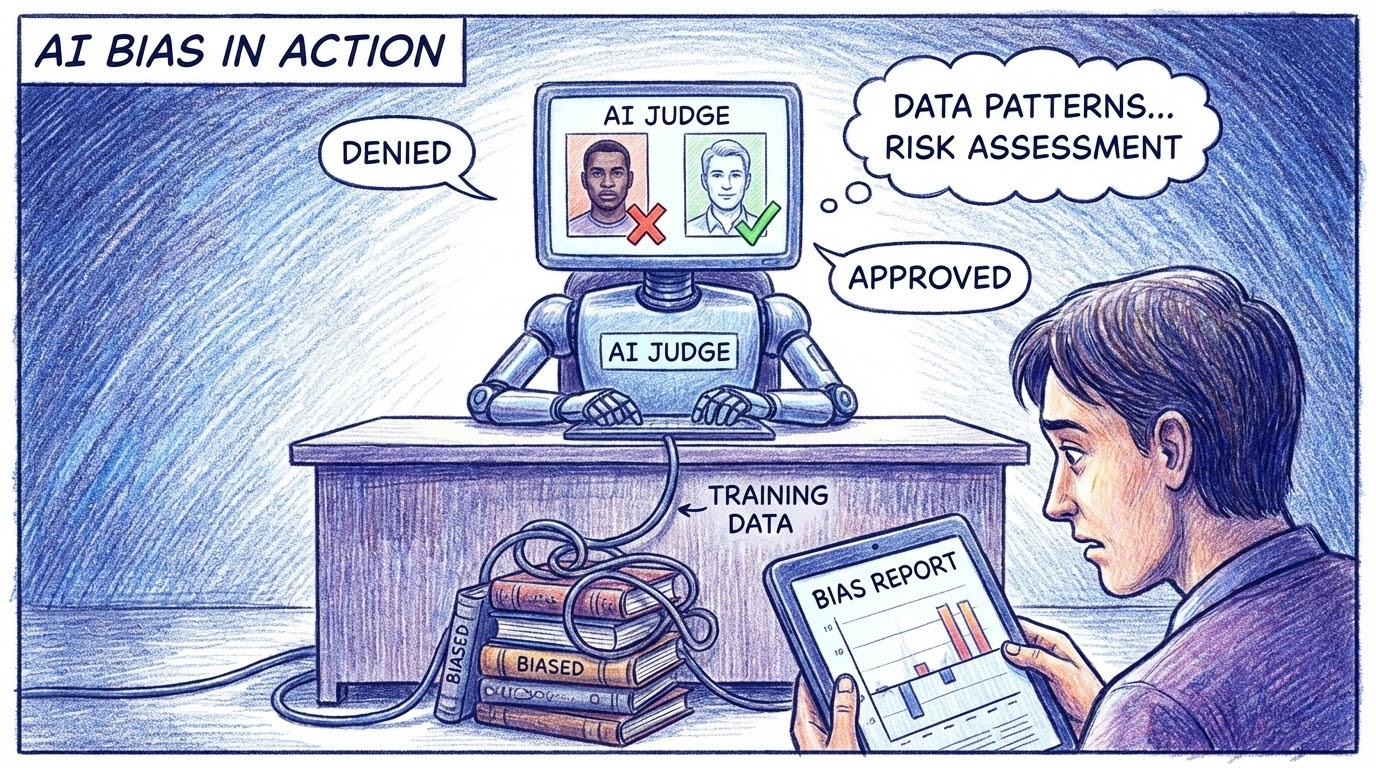 AI BIAS IN ACTION
DENIED
AI JUDGE
DATA PATTERNS...
RISK ASSESSMENT
APPROVED
AI JUDGE
TRAINING
DATA
BIASED
BIASED
BIAS REPORT